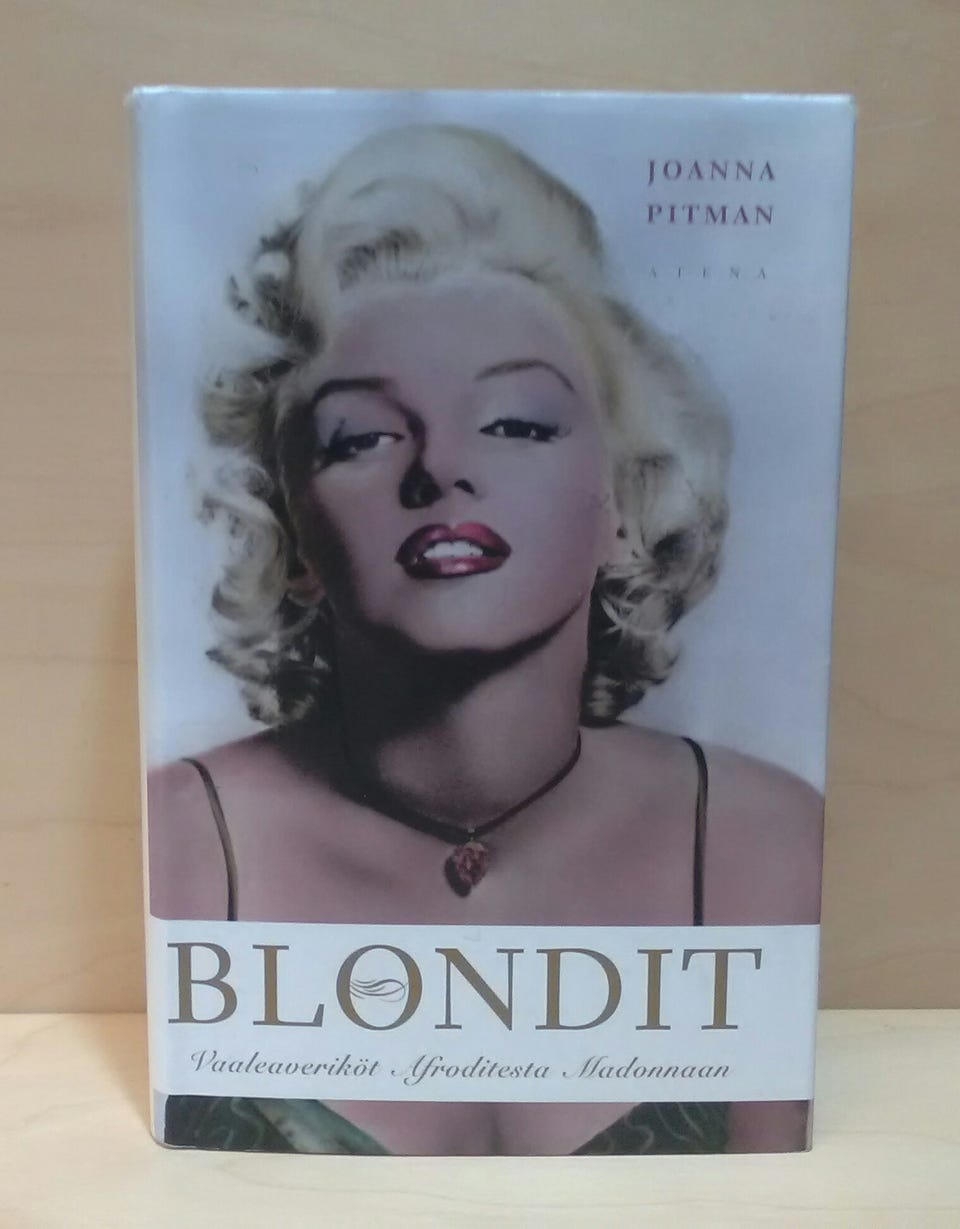 JOANNA
PITMAN
ATENA
BLONDIT
Vaaleaveriköt Afroditesta Madonnaan